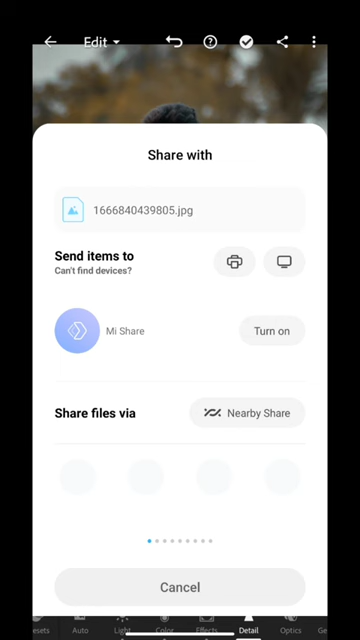 Edit
Share with
1666840439805.jpg
Send items to
Can't find devices?
Mi Share
Turn on
Share files via
Nearby Share
Cancel
esets Auto Light Color Effects Detail Optics Ge